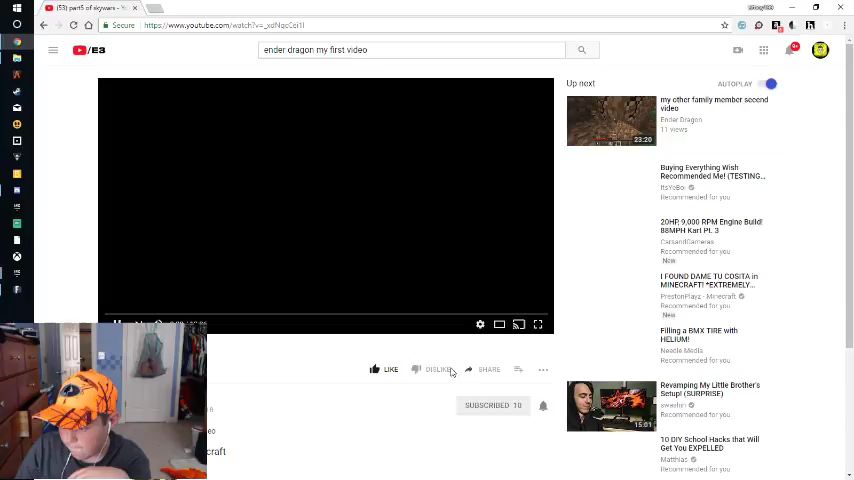 (53) part5 of skywars - Yo
Secure
https://www.youtube.com/watch?v=_xdNqcCei1I
/E3
ender dragon my first video
9+
Up next
AUTOPLAY
my other family member secend
video
Ender Dragon
11 views
23:20
Buying Everything Wish
Recommended Me! (TESTING...
ItsYeBoi
Recommended for you
20HP, 9,000 RPM Engine Build!
88MPH Kart Pt. 3
CarsandCameras
Recommended for you
New
I FOUND DAME TU COSITA in
MINECRAFT! *EXTREMELY...
PrestonPlayz - Minecraft
Recommended for you
New
Filling a BMX TIRE with
HELIUM!
Needle Media
Recommended for you
LIKE
DISLIKE
SHARE
Revamping My Little Brother's
Setup! (SURPRISE)
swashin
Recommended for you
15:01
SUBSCRIBED 10
eo
craft
10 DIY School Hacks that Will
Get You EXPELLED
Matthias
Recommended for you